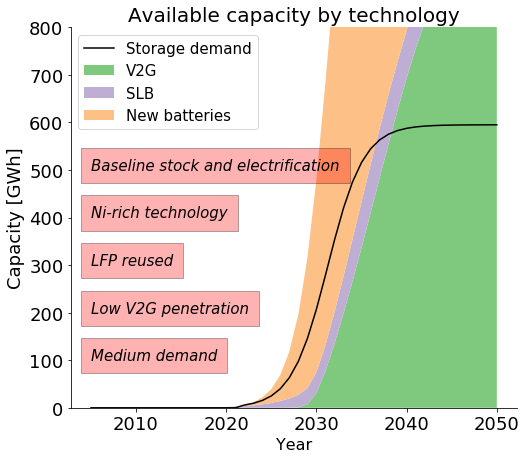 Available capacity by technology
800
700
600
500
400
300
200
100
0
Capacity [GWh]
Storage demand
V2G
SLB
New batteries
Baseline stock and electrification
Ni-rich technology
LFP reused
Low V2G penetration
Medium demand
2010
2020
2030
2040
2050
Year